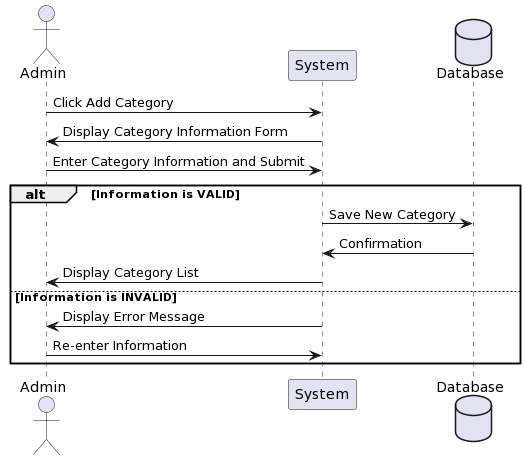 Admin
System
Database
Click Add Category
Display Category Information Form
Enter Category Information and Submit
alt [Information is VALID]
Save New Category
Confirmation
Display Category List
[Information is INVALID]
Display Error Message
Re-enter Information
Admin
System
Database